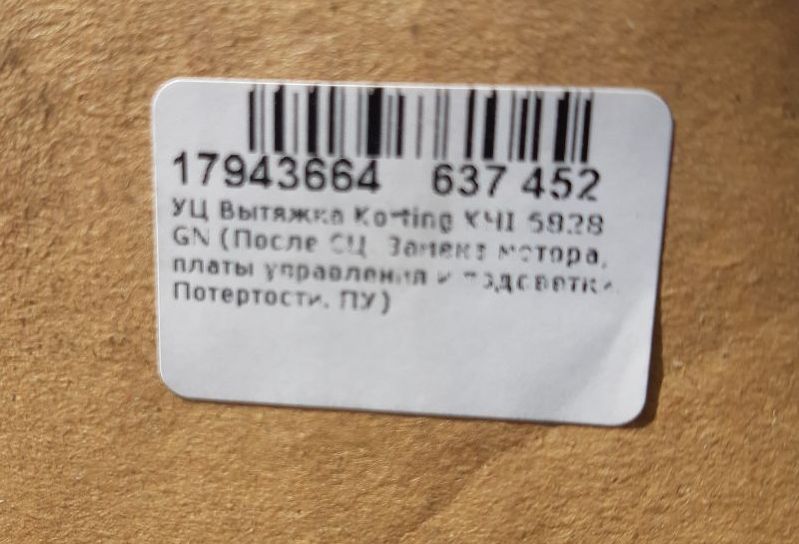 17943664 637 452
УЦ Вытяжка Korting KHI 6928
GN (После СЦ. Замена мотора,
платы управления и подсветки.
Потертости. ПУ)